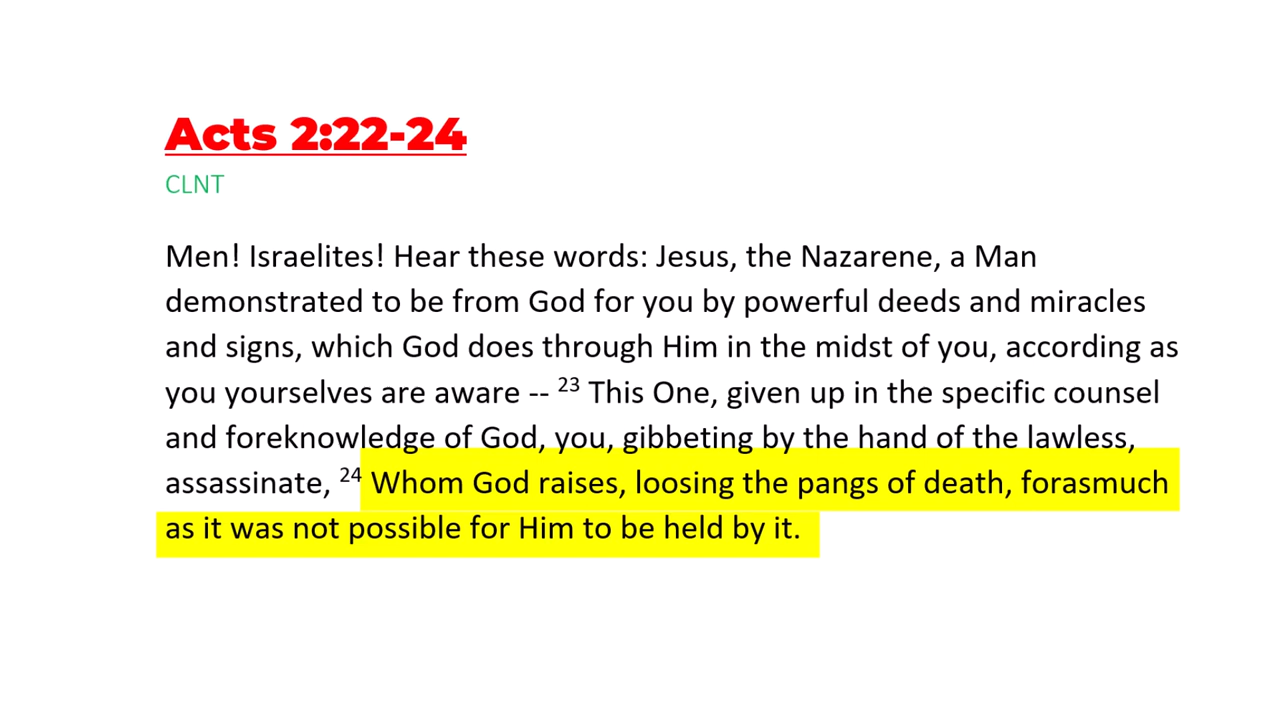 Acts 2:22-24
CLNT
Men! Israelites! Hear these words: Jesus, the Nazarene, a Man
demonstrated to be from God for you by powerful deeds and miracles
and signs, which God does through Him in the midst of you, according as
you yourselves are aware -- 23 This One, given up in the specific counsel
and foreknowledge of God, you, gibbeting by the hand of the lawless,
assassinate, 24 Whom God raises, loosing the pangs of death, forasmuch
as it was not possible for Him to be held by it.